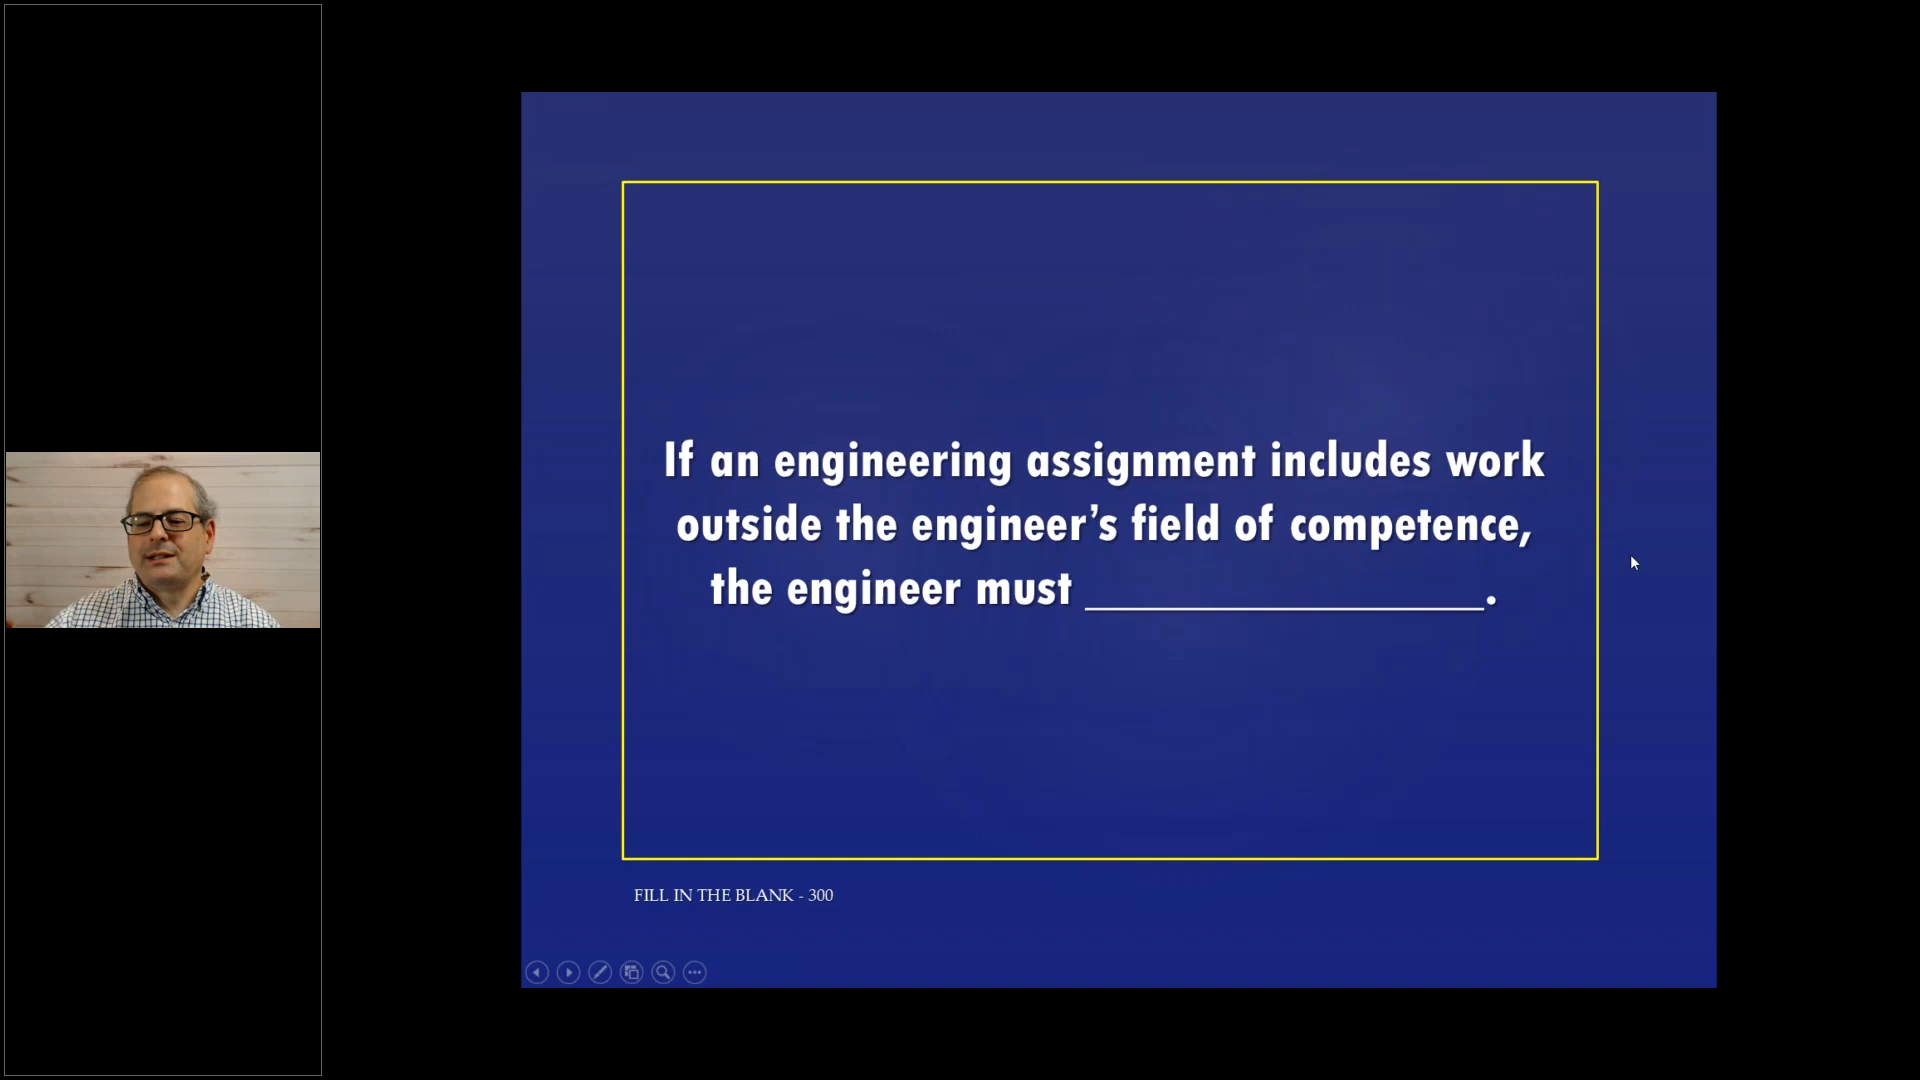 If an engineering assignment includes work
outside the engineer’s field of competence,
the engineer must ___________________.
FILL IN THE BLANK - 300